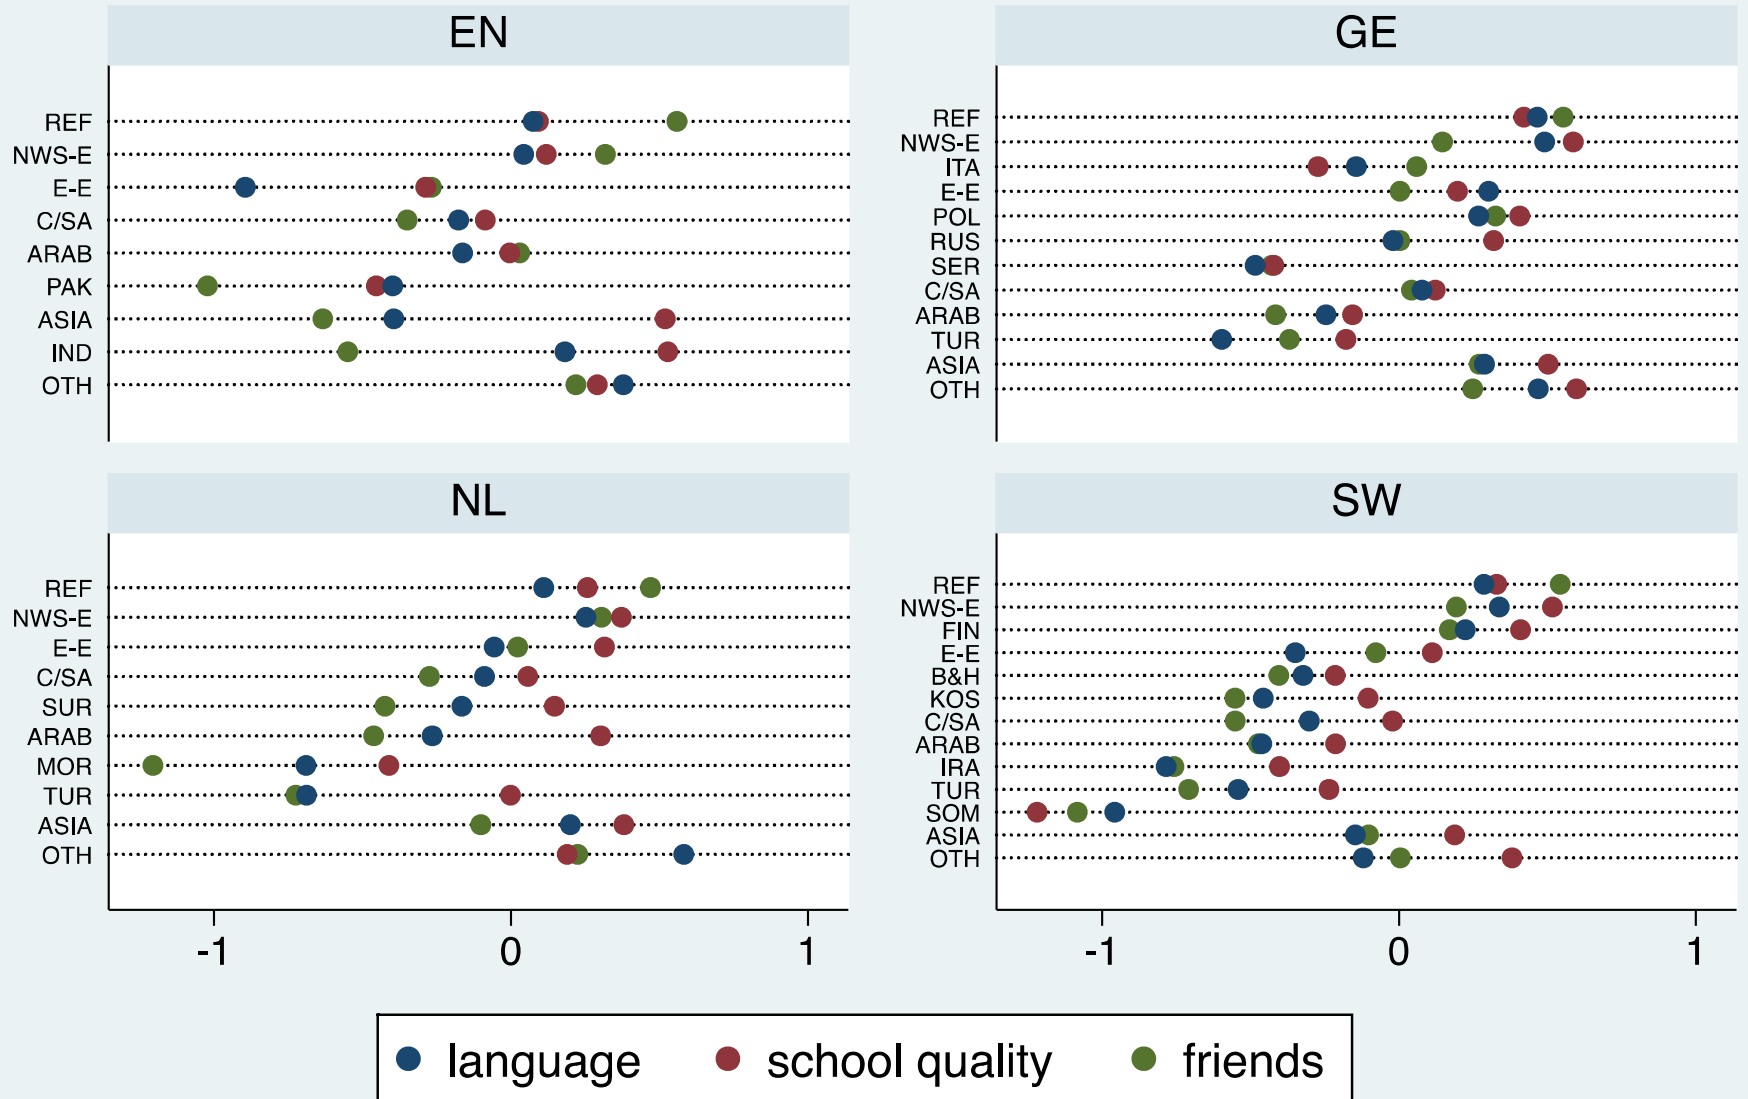 EN
REF
NWS-E
E-E
C/SA
ARAB
PAK
ASIA
IND
OTH
GE
REF
NWS-E
ITA
E-E
POL
RUS
SER
C/SA
ARAB
TUR
ASIA
OTH
NL
REF
NWS-E
E-E
C/SA
SUR
ARAB
MOR
TUR
ASIA
OTH
-1 0 1
SW
REF
NWS-E
FIN
E-E
B&H
KOS
C/SA
ARAB
IRA
TUR
SOM
ASIA
OTH
-1 0 1
language school quality friends